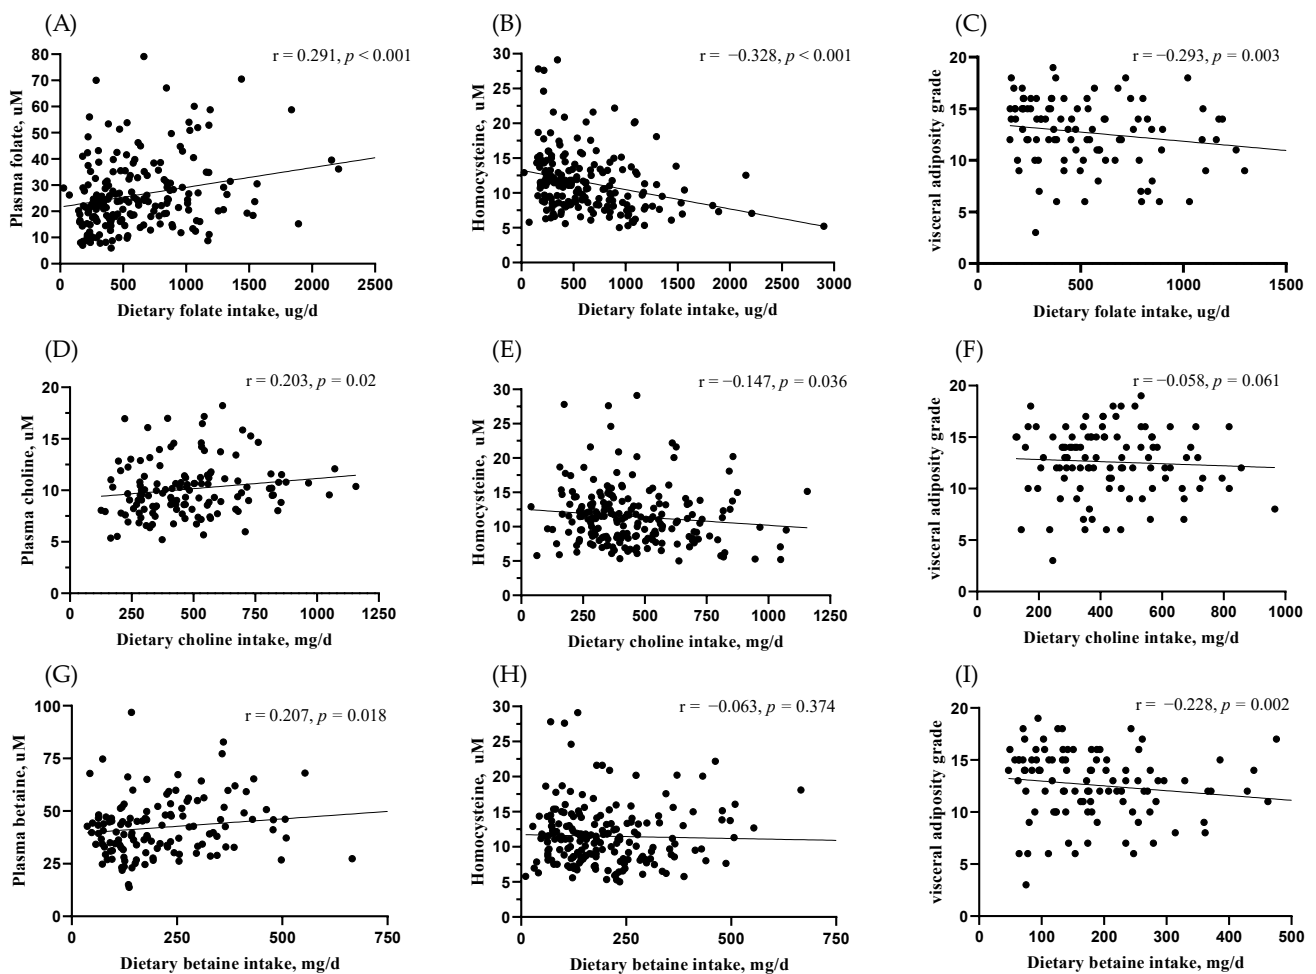 (A)
r = 0.291, p < 0.001
Plasma folate, uM
80
70
60
50
40
30
20
10
0
0 500 1000 1500 2000 2500
Dietary folate intake, ug/d
(B)
r = −0.328, p < 0.001
Homocysteine, uM
30
25
20
15
10
5
0
0 500 1000 1500 2000 2500 3000
Dietary folate intake, ug/d
(C)
r = −0.293, p = 0.003
visceral adiposity grade
20
15
10
5
0
0 500 1000 1500
Dietary folate intake, ug/d
(D)
r = 0.203, p = 0.02
Plasma choline, uM
20
15
10
5
0
0 250 500 750 1000 1250
Dietary choline intake, mg/d
(E)
r = −0.147, p = 0.036
Homocysteine, uM
30
25
20
15
10
5
0
0 250 500 750 1000 1250
Dietary choline intake, mg/d
(F)
r = −0.058, p = 0.061
visceral adiposity grade
20
15
10
5
0
0 200 400 600 800 1000
Dietary choline intake, mg/d
(G)
r = 0.207, p = 0.018
Plasma betaine, uM
100
75
50
25
0
0 250 500 750
Dietary betaine intake, mg/d
(H)
r = −0.063, p = 0.374
Homocysteine, uM
30
25
20
15
10
5
0
0 250 500 750
Dietary betaine intake, mg/d
(I)
r = −0.228, p = 0.002
visceral adiposity grade
20
15
10
5
0
0 100 200 300 400 500
Dietary betaine intake, mg/d